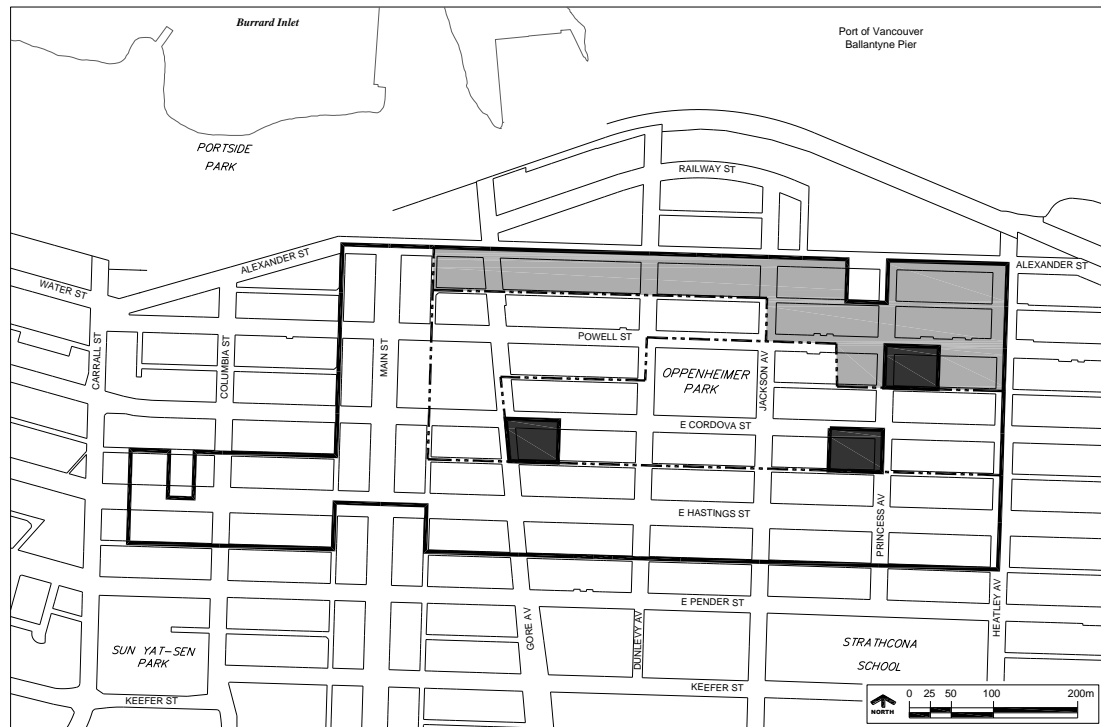 Burrard Inlet
Port of Vancouver
Ballantyne Pier
PORTSIDE
PARK
RAILWAY ST
ALEXANDER ST
ALEXANDER ST
WATER ST
CARRALL ST
COLUMBIA ST
MAIN ST
POWELL ST
OPPENHEIMER
PARK
JACKSON AV
E CORDOVA ST
E HASTINGS ST
PRINCESS AV
E PENDER ST
GORE AV
DUNLEVY AV
HEATLEY AV
SUN YAT-SEN
PARK
STRATHCONA
SCHOOL
KEEFER ST
KEEFER ST
NORTH
0 25 50 100 200m